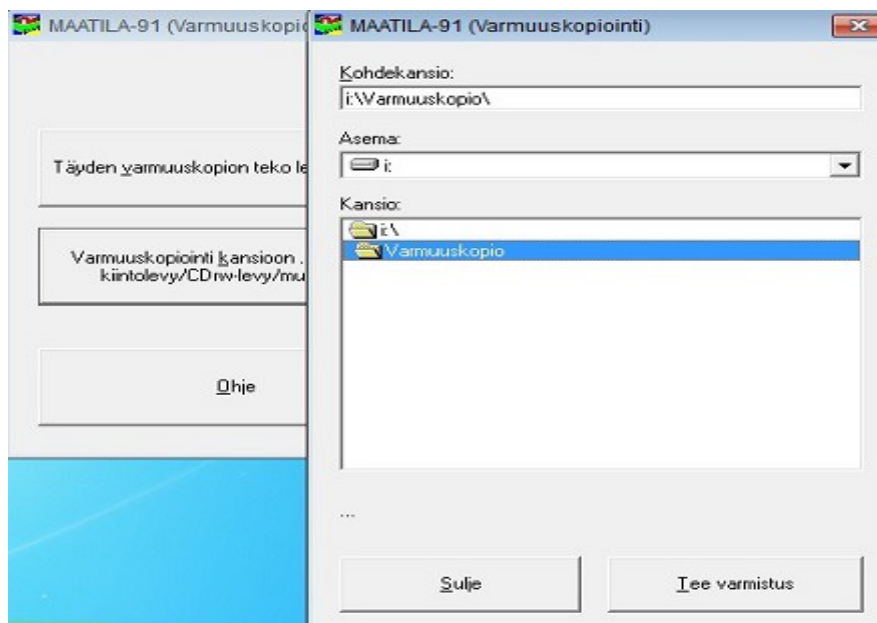 MAATILA-91 (Varmuuskopio
Täyden varmuuskopion teko le
Varmuuskopiointi kansioon .
kiintolevy/CDrw-levy/mu
Ohje
MAATILA-91 (Varmuuskopiointi)
Kohdekansio:
i:\Varmuuskopio\
Asema:
i:
Kansio:
i:\
Varmuuskopio
...
Sulje
Tee varmistus